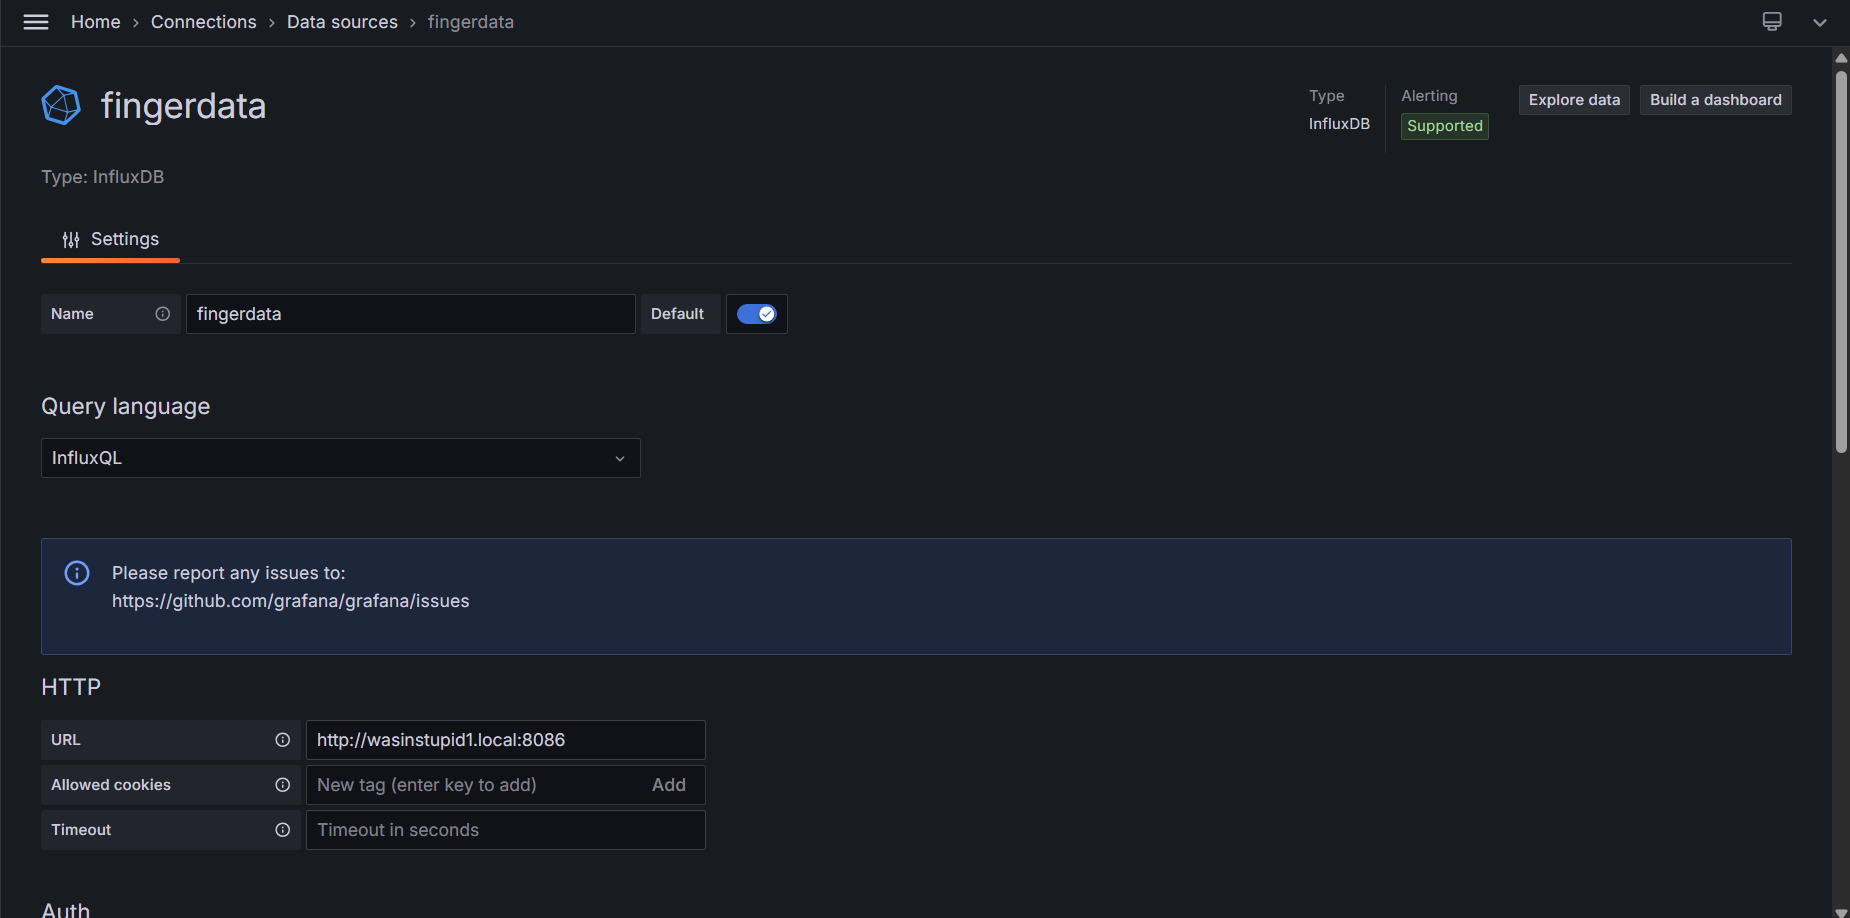 Home › Connections › Data sources › fingerdata
fingerdata
Type
InfluxDB
Alerting
Supported
Explore data
Build a dashboard
Type: InfluxDB
Settings
Name
fingerdata
Default
Query language
InfluxQL
Please report any issues to:
https://github.com/grafana/grafana/issues
HTTP
URL
http://wasinstupid1.local:8086
Allowed cookies
New tag (enter key to add)
Add
Timeout
Timeout in seconds
Auth